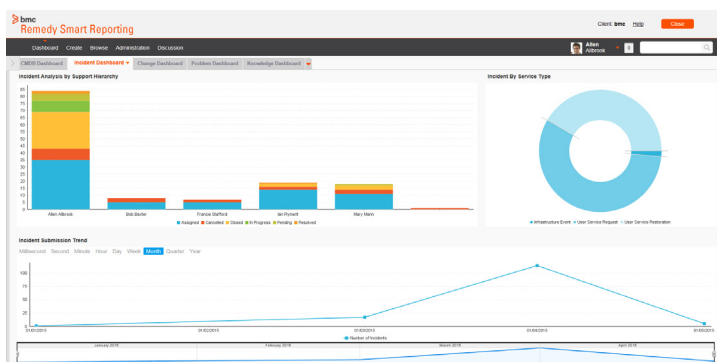 bmc
Remedy Smart Reporting
Client: bmc Help Close
Dashboard Create Browse Administration Discussion
Allen
Allbrook
0
CMDB Dashboard Incident Dashboard Change Dashboard Problem Dashboard Knowledge Dashboard
Incident Analysis by Support Hierarchy
Incident By Service Type
85
80
75
70
65
60
55
50
45
40
35
30
25
20
15
10
5
0
Allen Allbrook Bob Baxter Francie Stafford Ian Plyment Mary Mann
Assigned Cancelled Closed In Progress Pending Resolved
Infrastructure Event User Service Request User Service Restoration
Incident Submission Trend
Millisecond Second Minute Hour Day Week Month Quarter Year
100
75
50
25
0
01/01/2015 01/02/2015 01/03/2015 01/04/2015 01/05/2015
Number of Incidents
January 2015 February 2015 March 2015 April 2015